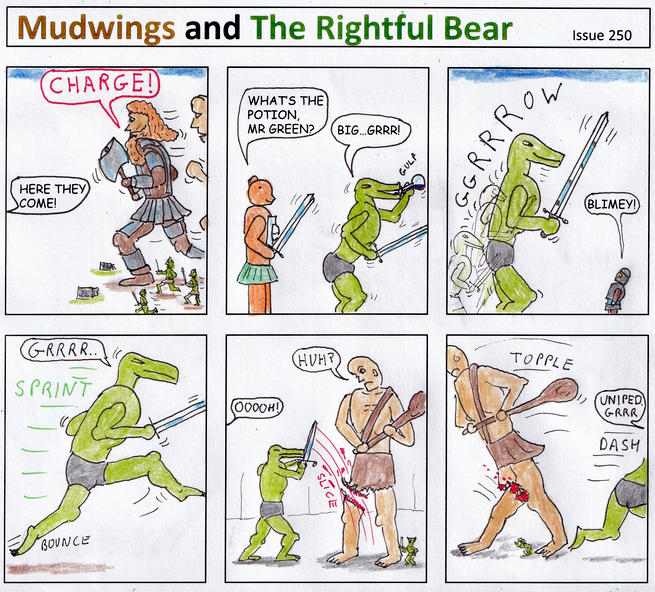 Mudwings and The Rightful Bear
Issue 250
CHARGE!
HERE THEY
COME!
WHAT'S THE
POTION,
MR GREEN?
BIG...GRRR!
GULP
GGRRRROW
BLIMEY!
GRRRR..
SPRINT
BOUNCE
OOOOH!
HUH?
SLICE
TOPPLE
UNIPED,
GRRR
DASH